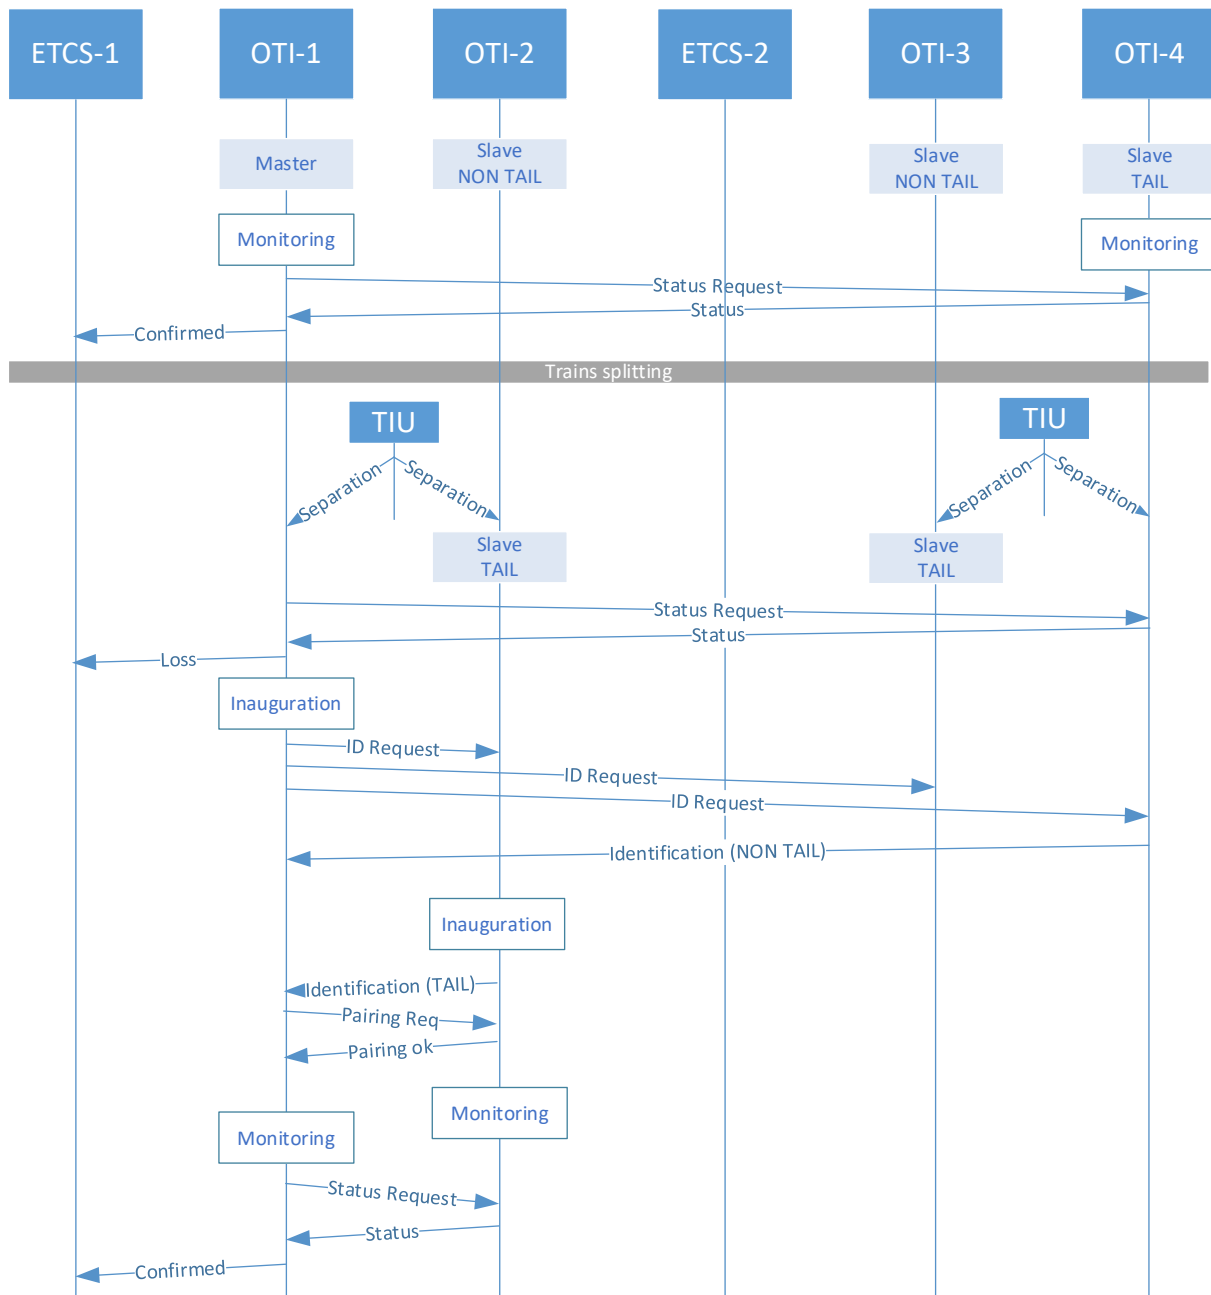 ETCS-1
OTI-1
OTI-2
ETCS-2
OTI-3
OTI-4
Master
Slave
NON TAIL
Slave
NON TAIL
Slave
TAIL
Monitoring
Monitoring
Status Request
Status
Confirmed
Trains splitting
TIU
TIU
Separation
Separation
Separation
Separation
Slave
TAIL
Slave
TAIL
Status Request
Status
Loss
Inauguration
ID Request
ID Request
ID Request
Identification (NON TAIL)
Inauguration
Identification (TAIL)
Pairing Req
Pairing ok
Monitoring
Monitoring
Status Request
Status
Confirmed